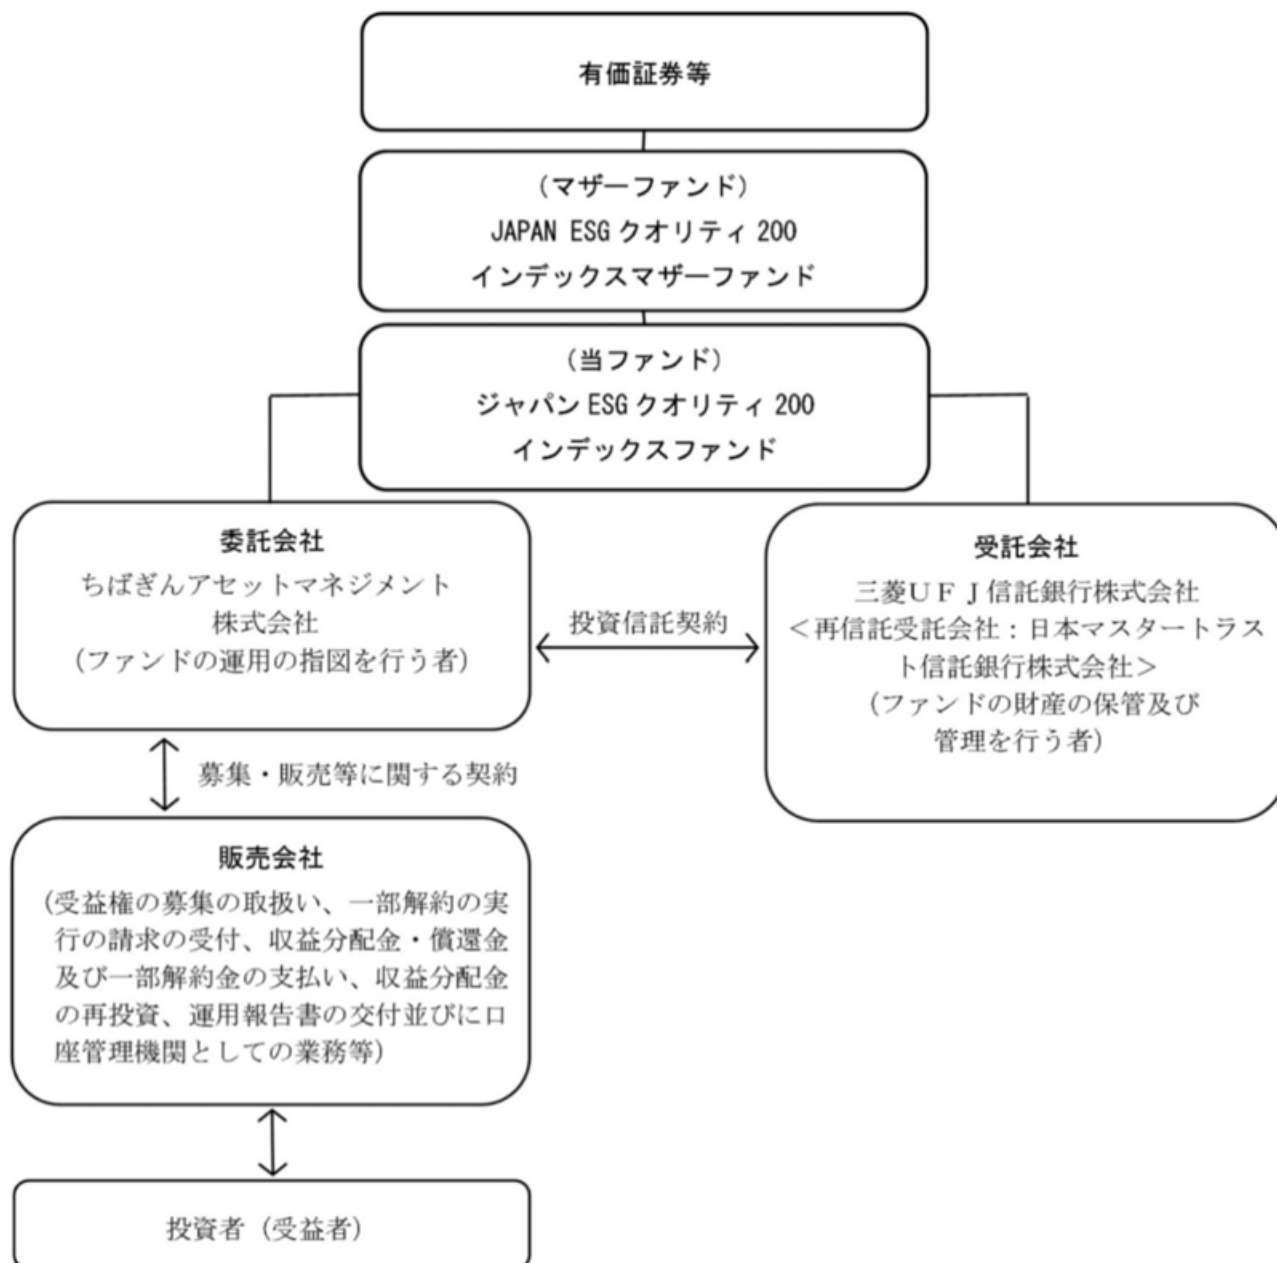 有価証券等
（マザーファンド）
JAPAN ESG クオリティ 200
インデックスマザーファンド
（当ファンド）
ジャパン ESG クオリティ 200
インデックスファンド
委託会社
ちばぎんアセットマネジメント
株式会社
（ファンドの運用の指図を行う者）
投資信託契約
受託会社
三菱ＵＦＪ信託銀行株式会社
＜再信託受託会社：日本マスタートラス
ト信託銀行株式会社＞
（ファンドの財産の保管及び
管理を行う者）
募集・販売等に関する契約
販売会社
（受益権の募集の取扱い、一部解約の実
行の請求の受付、収益分配金・償還金
及び一部解約金の支払い、収益分配金
の再投資、運用報告書の交付並びに口
座管理機関としての業務等）
投資者（受益者）